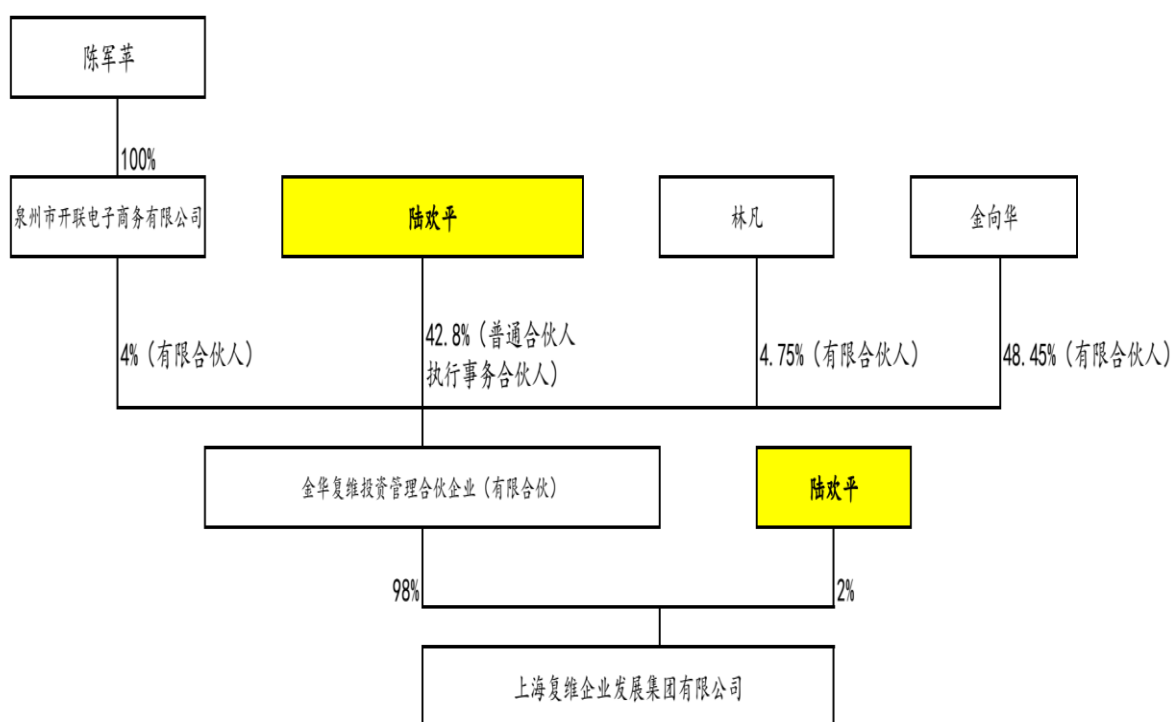 陈军苹
100%
泉州市开联电子商务有限公司
陆欢平
林凡
金向华
4%（有限合伙人）
42.8%（普通合伙人
执行事务合伙人）
4.75%（有限合伙人）
48.45%（有限合伙人）
金华复维投资管理合伙企业（有限合伙）
陆欢平
98%
2%
上海复维企业发展集团有限公司